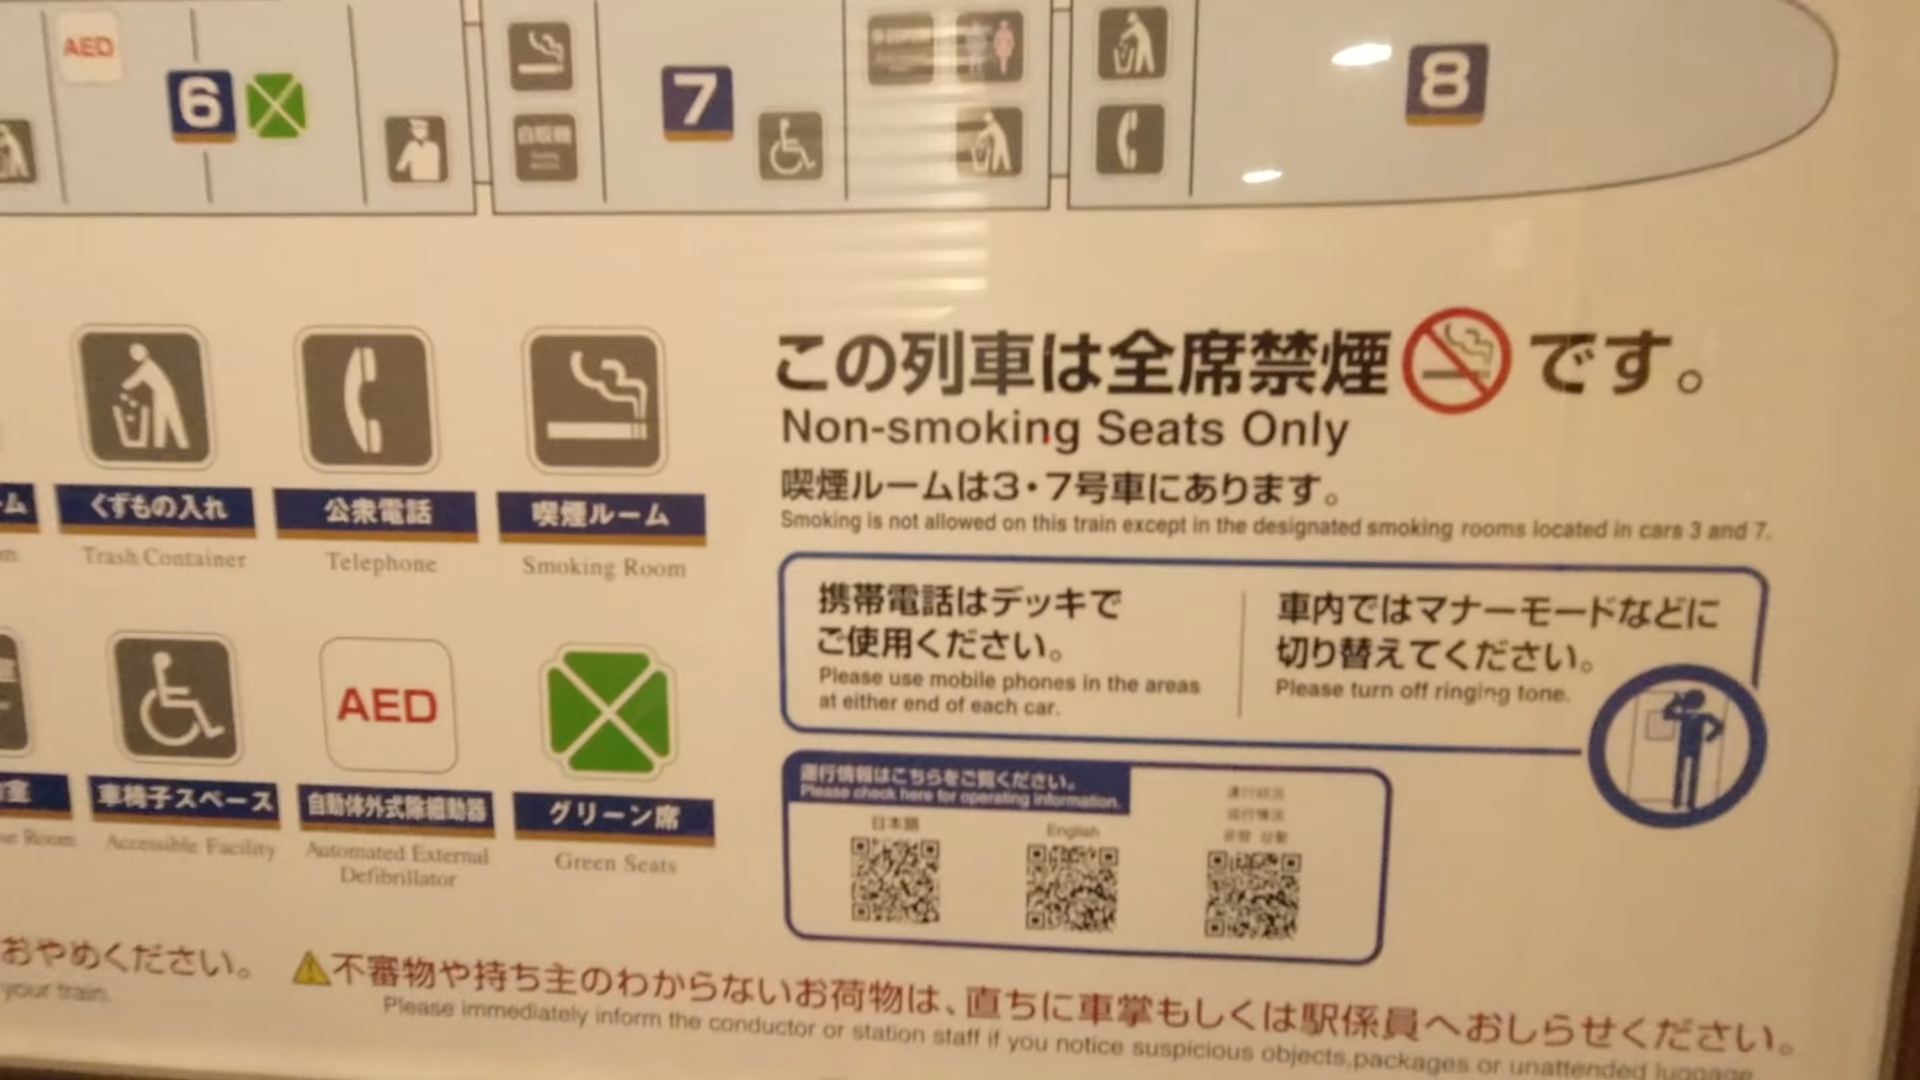 AED
6
自販機
7
8
この列車は全席禁煙です。
Non-smoking Seats Only
喫煙ルームは3・7号車にあります。
Smoking is not allowed on this train except in the designated smoking rooms located in cars 3 and 7.
くずもの入れ
Trash Container
公衆電話
Telephone
喫煙ルーム
Smoking Room
携帯電話はデッキで
ご使用ください。
Please use mobile phones in the areas
at either end of each car.
車内ではマナーモードなどに
切り替えてください。
Please turn off ringing tone.
車椅子スペース
Accessible Facility
AED
自動体外式除細動器
Automated External
Defibrillator
グリーン席
Green Seats
運行情報はこちらをご覧ください。
Please check here for operating information.
日本語
English
おやめください。
your train.
不審物や持ち主のわからないお荷物は、直ちに車掌もしくは駅係員へおしらせください。
Please immediately inform the conductor or station staff if you notice suspicious objects,packages or unattended luggage